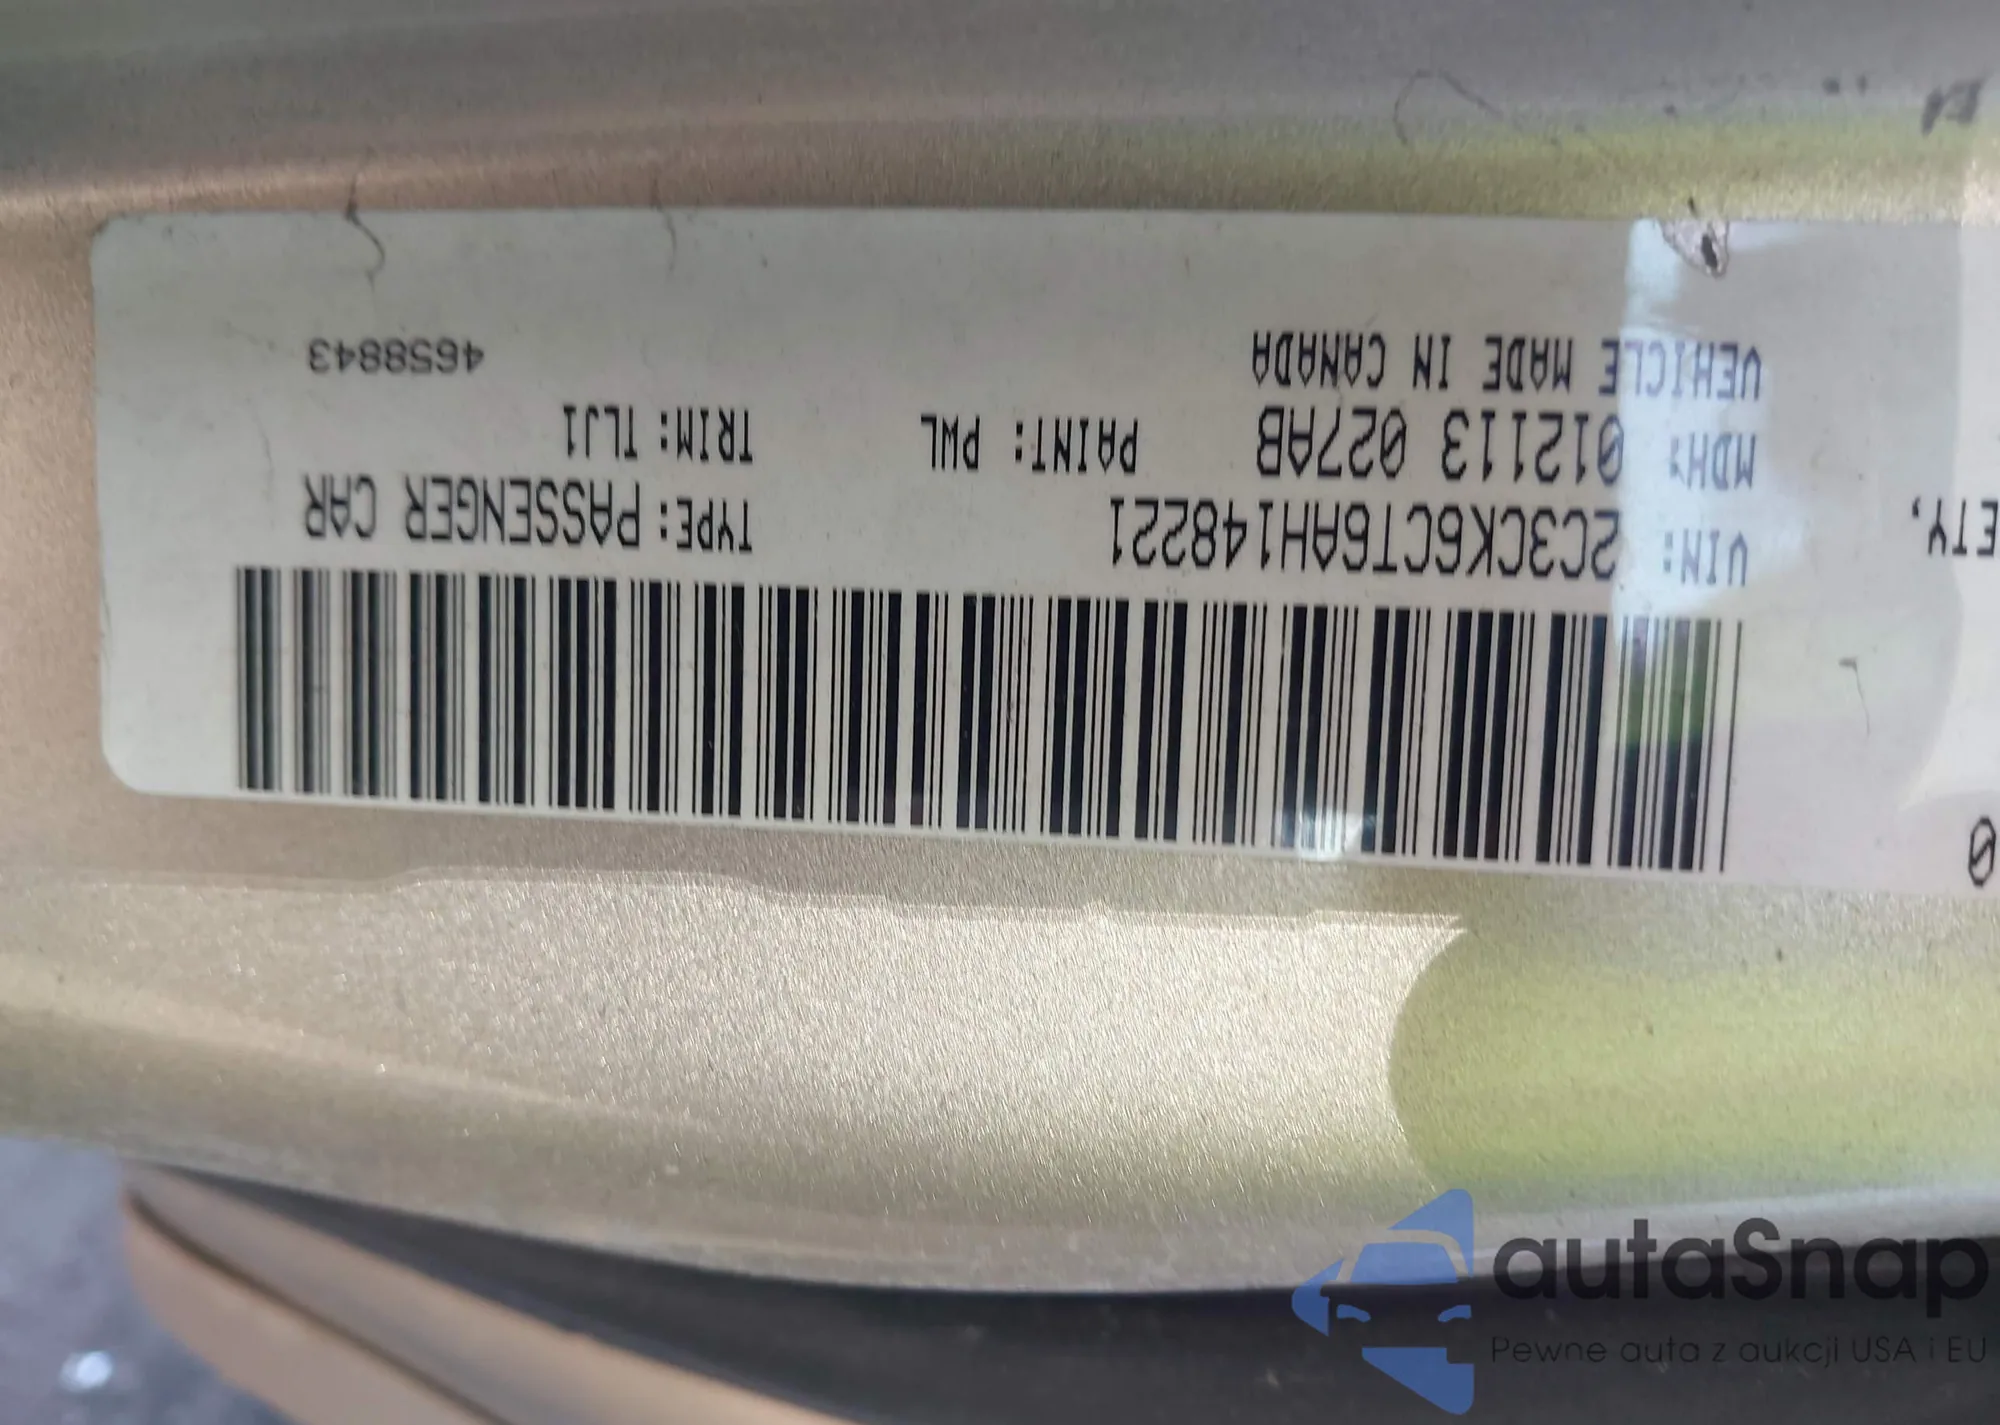 0
ETY,
VIN: 2C3CK6CT6AH148221 TYPE: PASSENGER CAR
MDH: 012113 027AB PAINT: PWL TRIM: TLJ1
VEHICLE MADE IN CANADA 4658843
autaSnap
Pewne auta z aukcji USA i EU